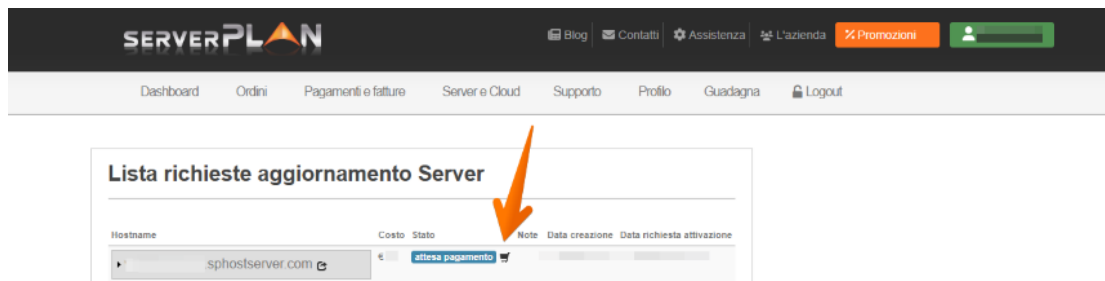 SERVERPLAN
Blog Contatti Assistenza L'azienda Promozioni
Dashboard Ordini Pagamenti e fatture Server e Cloud Supporto Profilo Guadagna Logout
Lista richieste aggiornamento Server
Hostname Costo Stato Note Data creazione Data richiesta attivazione
.sphostserver.com € attesa pagamento